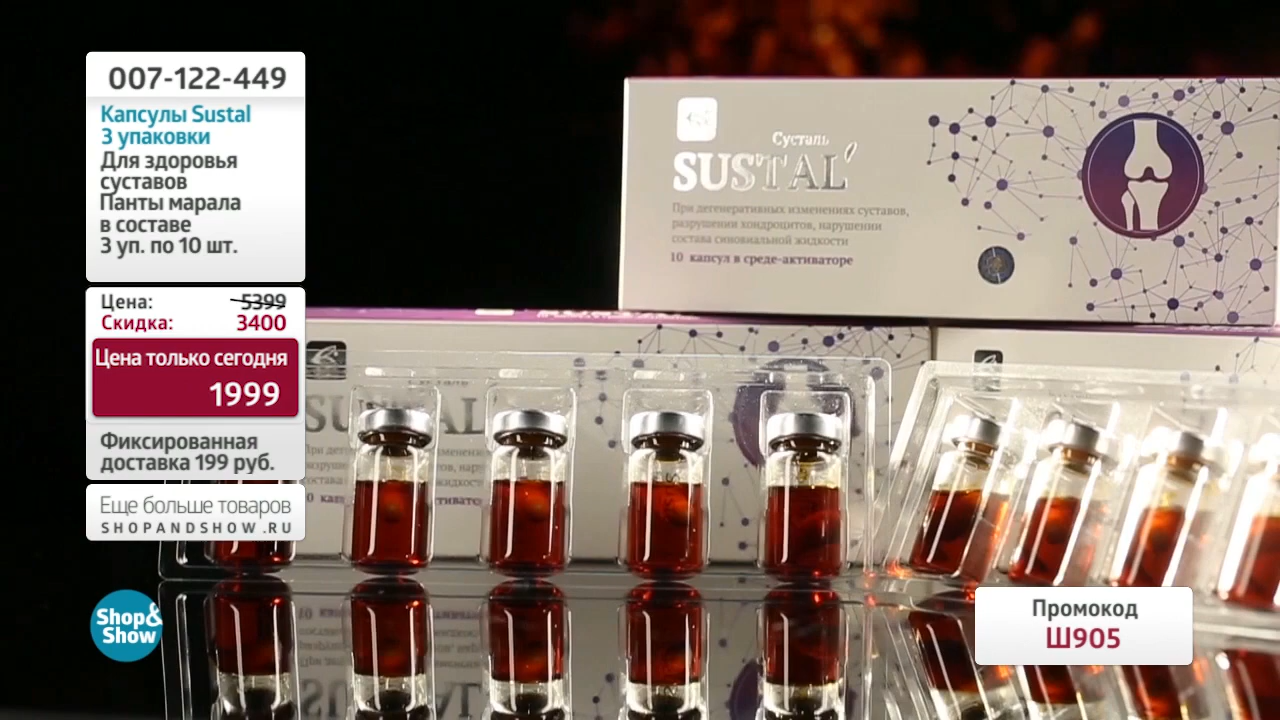 007-122-449
Капсулы Sustal
3 упаковки
Для здоровья
суставов
Панты марала
в составе
3 уп. по 10 шт.
Цена: 5399
Скидка: 3400
Цена только сегодня
1999
Фиксированная
доставка 199 руб.
Еще больше товаров
SHOPANDSHOW.RU
Shop&
Show
Сусталь
SUSTAL'
При дегенеративных изменениях суставов,
разрушении хондроцитов, нарушении
состава синовиальной жидкости
10 капсул в среде-активаторе
Промокод
Ш905